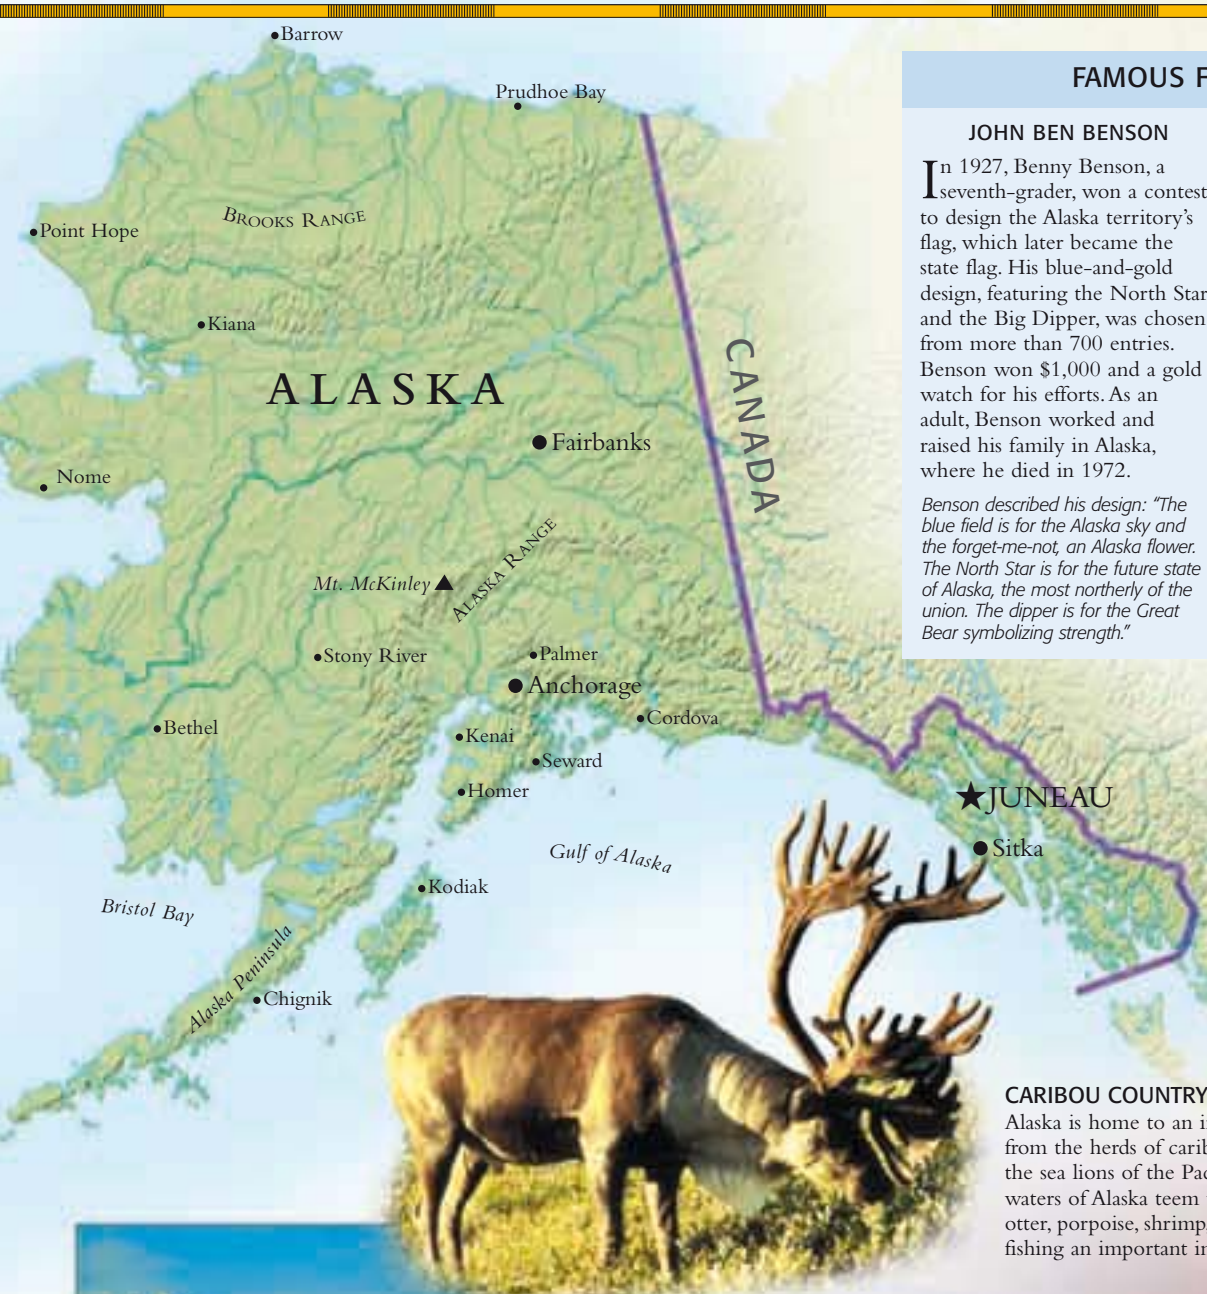 Barrow
Prudhoe Bay
BROOKS RANGE
Point Hope
Kiana
ALASKA
CANADA
Fairbanks
Nome
Mt. McKinley
ALASKA RANGE
Stony River
Palmer
Anchorage
Bethel
Cordova
Kenai
Seward
Homer
JUNEAU
Sitka
Gulf of Alaska
Kodiak
Bristol Bay
Alaska Peninsula
Chignik
FAMOUS F
JOHN BEN BENSON
In 1927, Benny Benson, a
seventh-grader, won a contest
to design the Alaska territory's
flag, which later became the
state flag. His blue-and-gold
design, featuring the North Star
and the Big Dipper, was chosen
from more than 700 entries.
Benson won $1,000 and a gold
watch for his efforts. As an
adult, Benson worked and
raised his family in Alaska,
where he died in 1972.
Benson described his design: "The
blue field is for the Alaska sky and
the forget-me-not, an Alaska flower.
The North Star is for the future state
of Alaska, the most northerly of the
union. The dipper is for the Great
Bear symbolizing strength."
CARIBOU COUNTRY
Alaska is home to an i
from the herds of carib
the sea lions of the Pac
waters of Alaska teem
otter, porpoise, shrimp,
fishing an important in